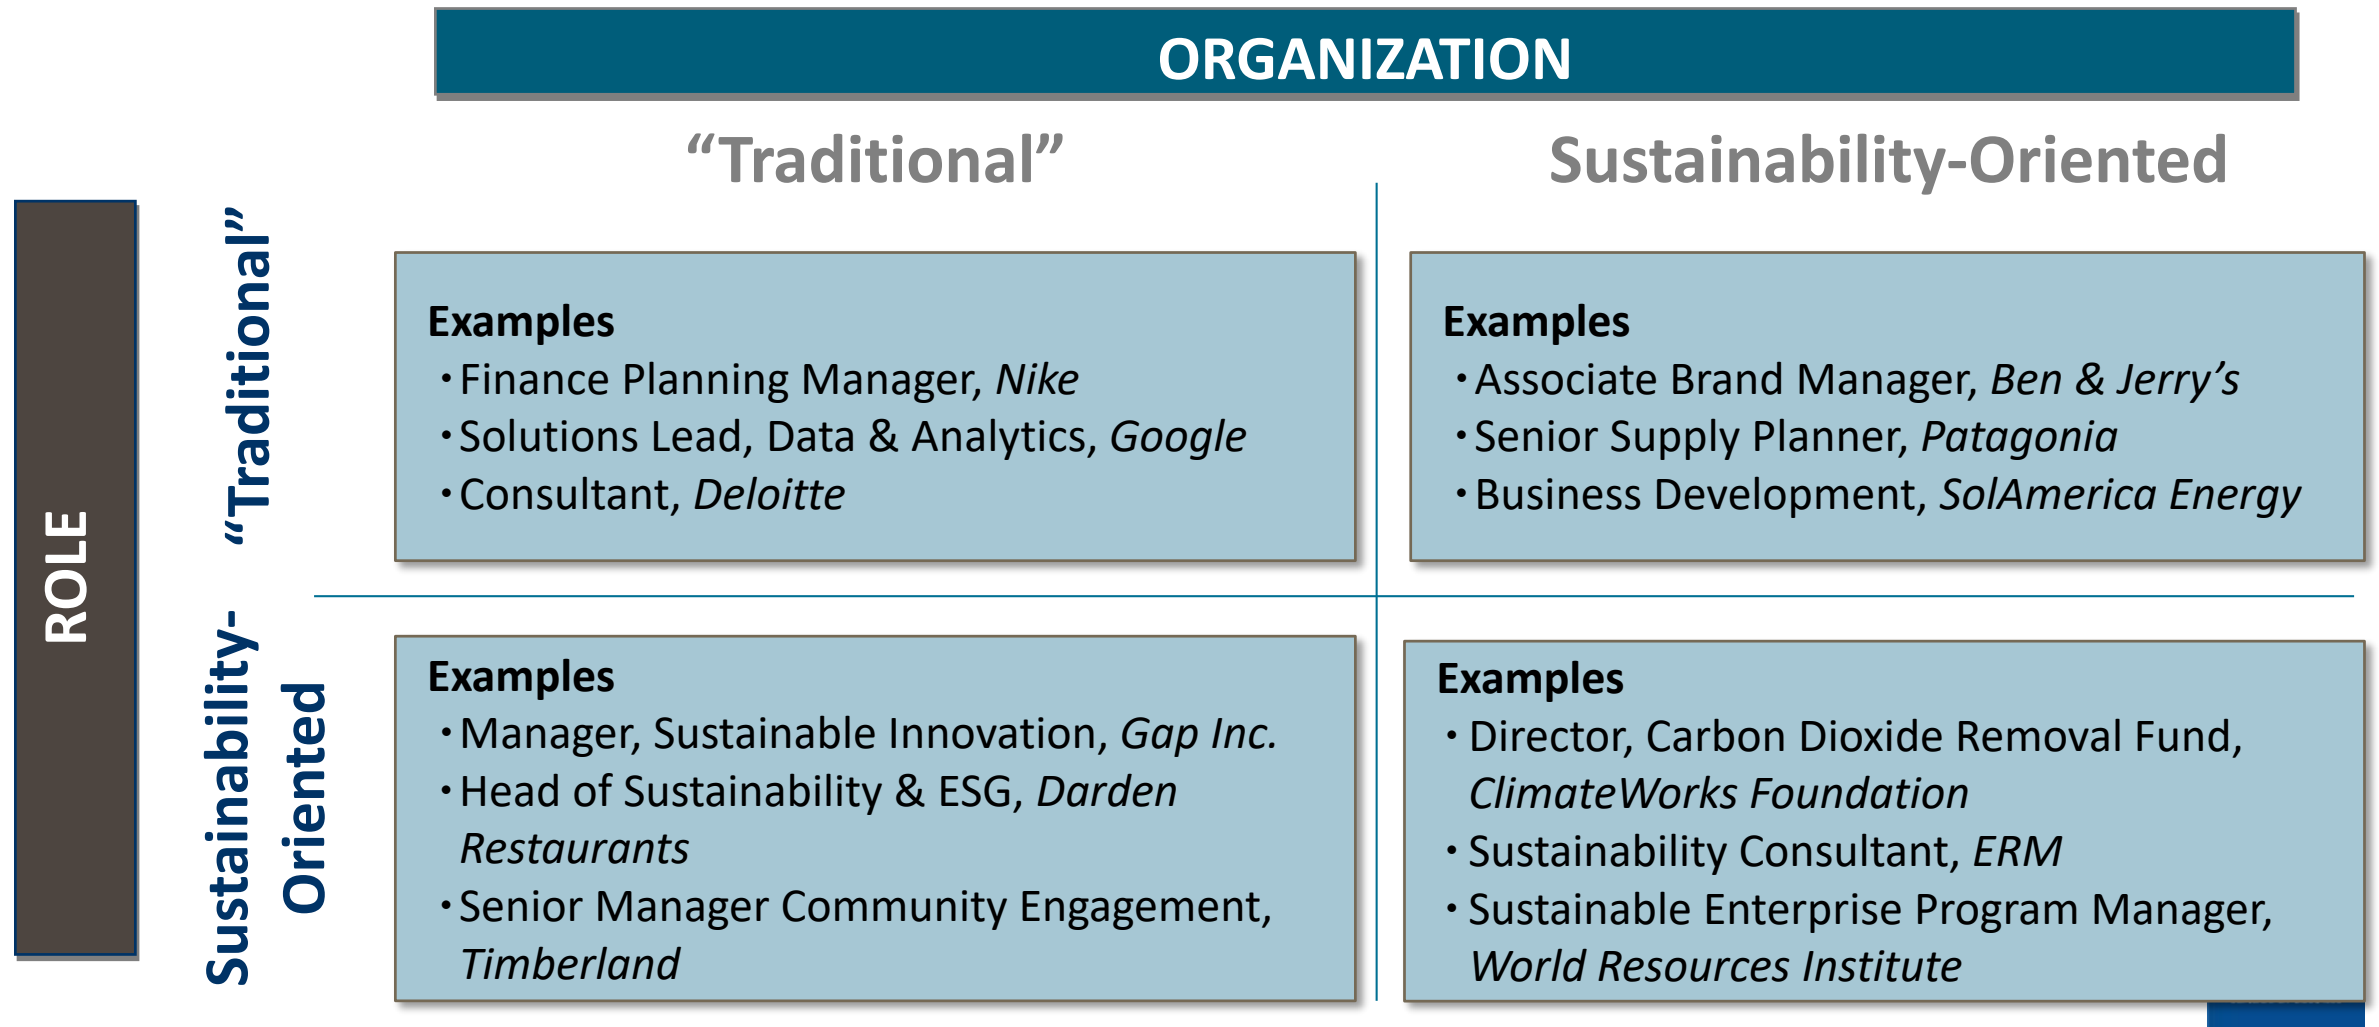 ORGANIZATION
“Traditional”
Sustainability-Oriented
ROLE
“Traditional”
Examples
· Finance Planning Manager, Nike
· Solutions Lead, Data & Analytics, Google
· Consultant, Deloitte
Examples
· Associate Brand Manager, Ben & Jerry’s
· Senior Supply Planner, Patagonia
· Business Development, SolAmerica Energy
Sustainability-
Oriented
Examples
· Manager, Sustainable Innovation, Gap Inc.
· Head of Sustainability & ESG, Darden
Restaurants
· Senior Manager Community Engagement,
Timberland
Examples
· Director, Carbon Dioxide Removal Fund,
ClimateWorks Foundation
· Sustainability Consultant, ERM
· Sustainable Enterprise Program Manager,
World Resources Institute